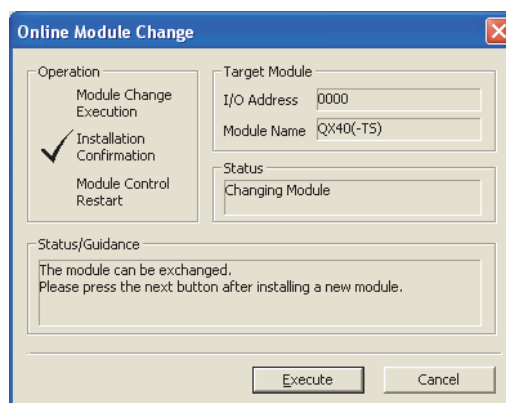 Online Module Change
Operation
Module Change
Execution
Installation
Confirmation
Module Control
Restart
Target Module
I/O Address 0000
Module Name QX40(-TS)
Status
Changing Module
Status/Guidance
The module can be exchanged.
Please press the next button after installing a new module.
Execute
Cancel